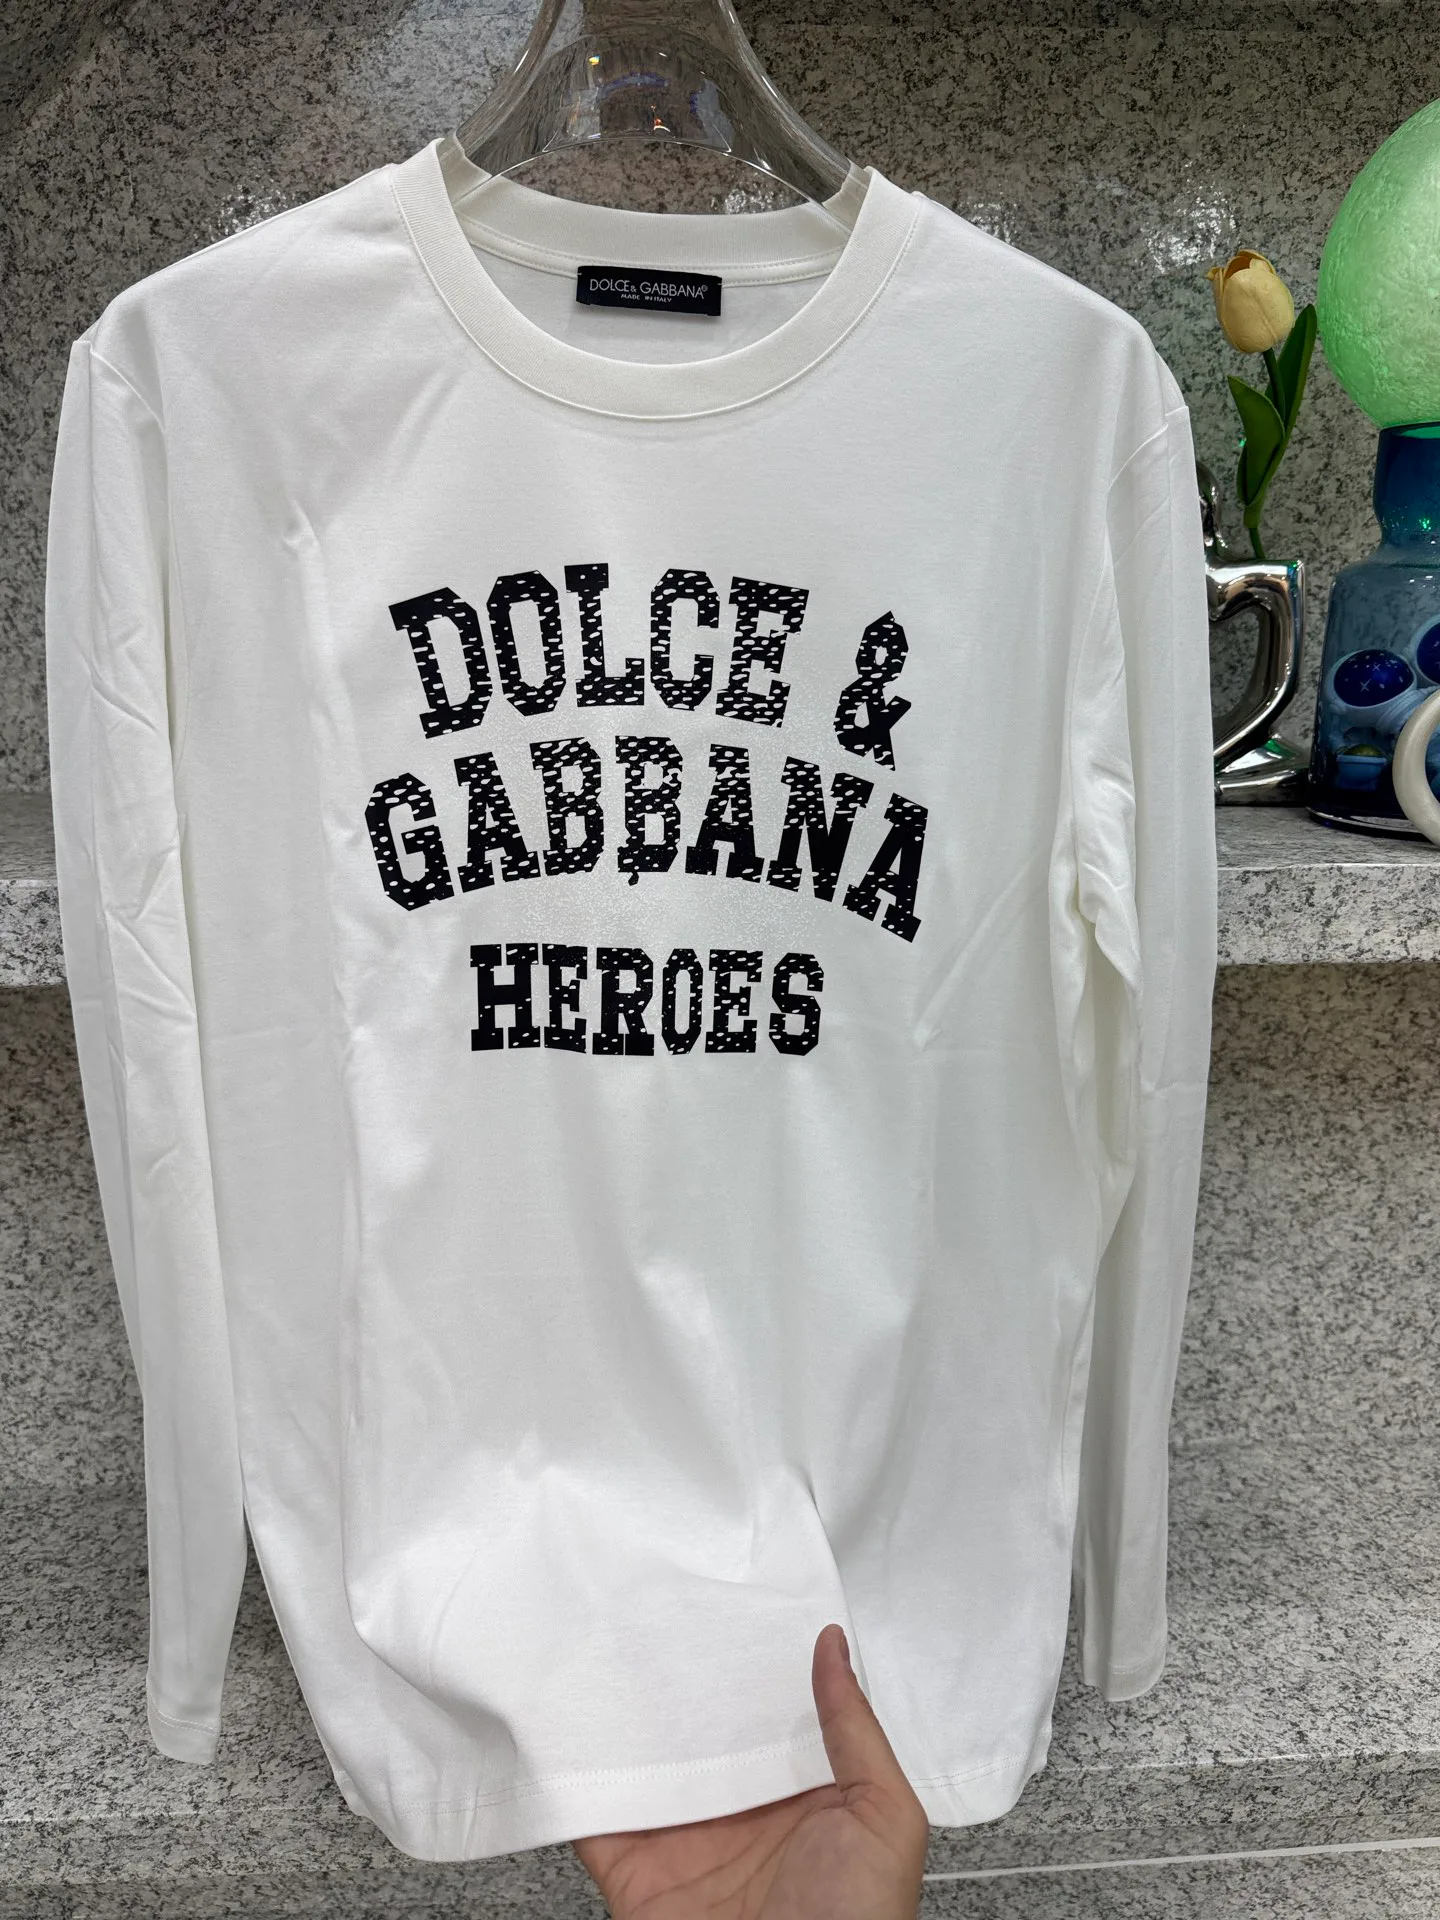 DOLCE & GABBANA®
MADE IN ITALY
DOLCE &
GABBANA
HEROES